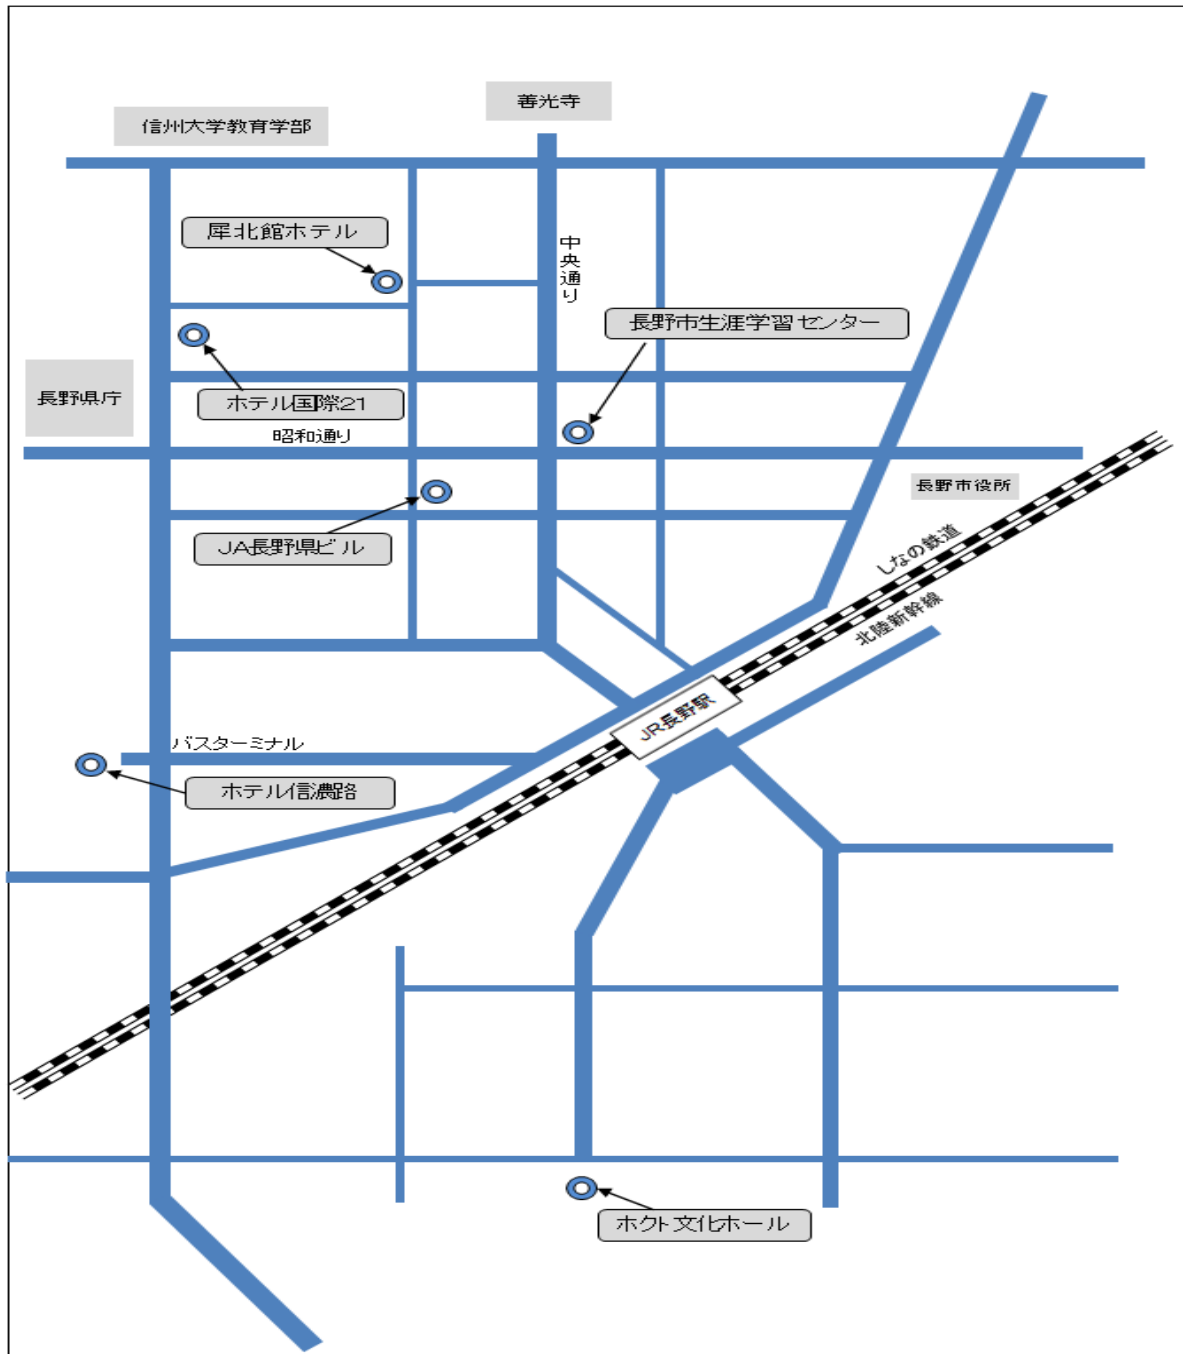 善光寺
信州大学教育学部
犀北館ホテル
中央通り
長野市生涯学習センター
長野県庁
ホテル国際21
昭和通り
長野市役所
JA長野県ビル
しなの鉄道
北陸新幹線
JR長野駅
バスターミナル
ホテル信濃路
ホクト文化ホール